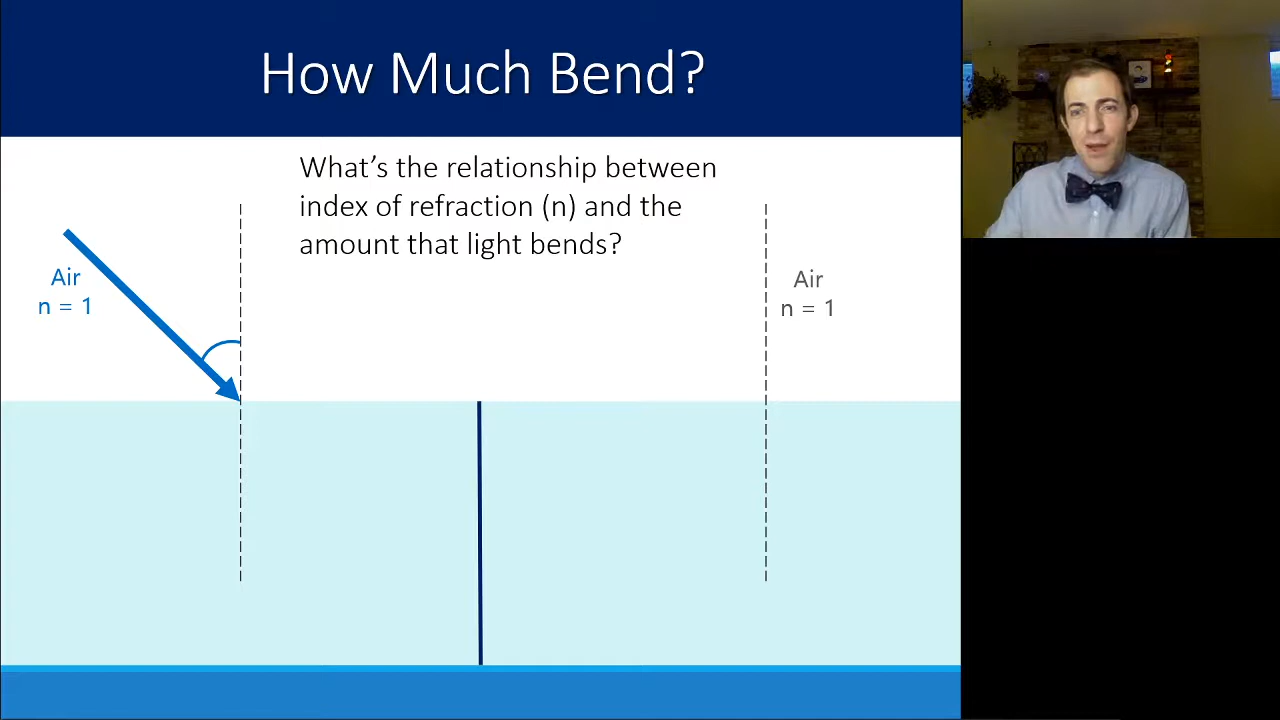 How Much Bend?
What’s the relationship between
index of refraction (n) and the
amount that light bends?
Air
n = 1
Air
n = 1